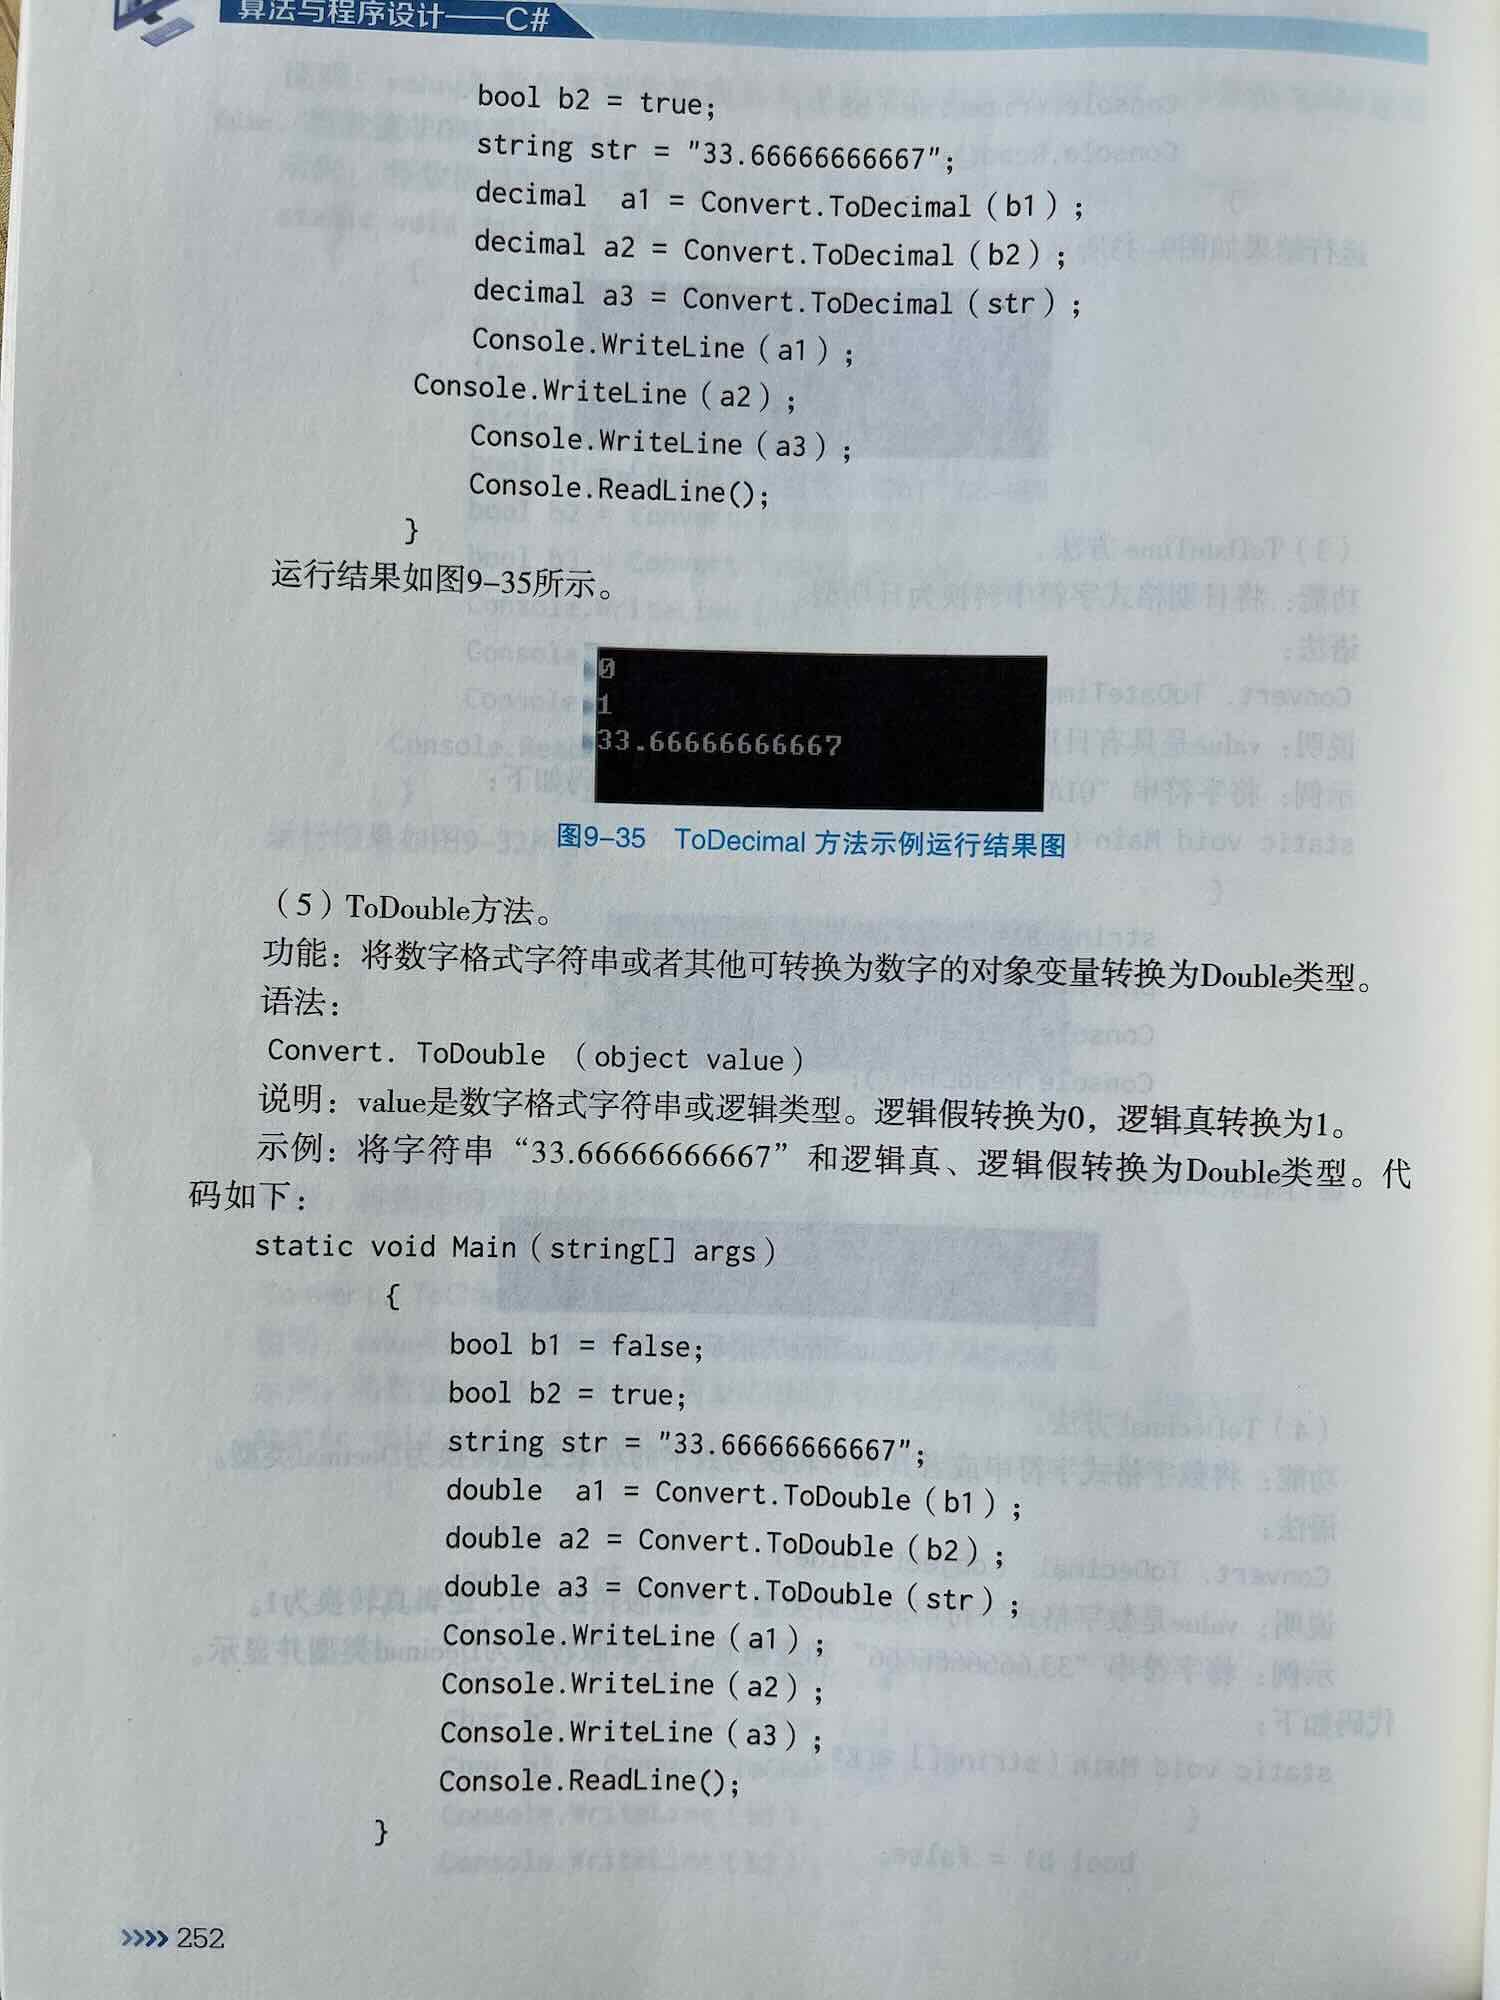 算法与程序设计——C#
bool b2 = true;
string str = "33.66666666667";
decimal  a1 = Convert.ToDecimal（b1）;
decimal a2 = Convert.ToDecimal（b2）;
decimal a3 = Convert.ToDecimal（str）;
Console.WriteLine（a1）;
Console.WriteLine（a2）;
Console.WriteLine（a3）;
Console.ReadLine();
}
运行结果如图9–35所示。
0
1
33.66666666667
图9–35　ToDecimal 方法示例运行结果图
（5）ToDouble方法。
功能：将数字格式字符串或者其他可转换为数字的对象变量转换为Double类型。
语法：
Convert. ToDouble （object value）
说明：value是数字格式字符串或逻辑类型。逻辑假转换为0，逻辑真转换为1。
示例：将字符串“33.66666666667”和逻辑真、逻辑假转换为Double类型。代
码如下：
static void Main（string[] args）
{
bool b1 = false;
bool b2 = true;
string str = "33.66666666667";
double  a1 = Convert.ToDouble（b1）;
double a2 = Convert.ToDouble（b2）;
double a3 = Convert.ToDouble（str）;
Console.WriteLine（a1）;
Console.WriteLine（a2）;
Console.WriteLine（a3）;
Console.ReadLine();
}
»»252